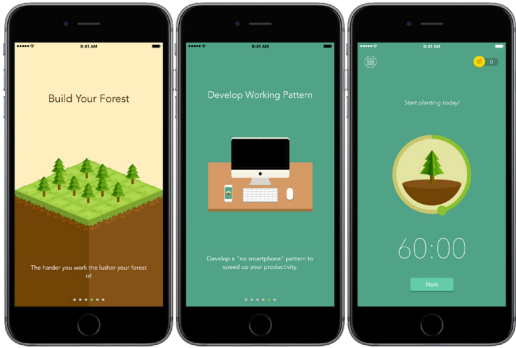 9:41 AM
Build Your Forest
The harder you work the lusher your forest
is!
9:41 AM
Develop Working Pattern
Develop a "no smartphone" pattern to
speed up your productivity.
9:41 AM
0
Start planting today!
60:00
Plant